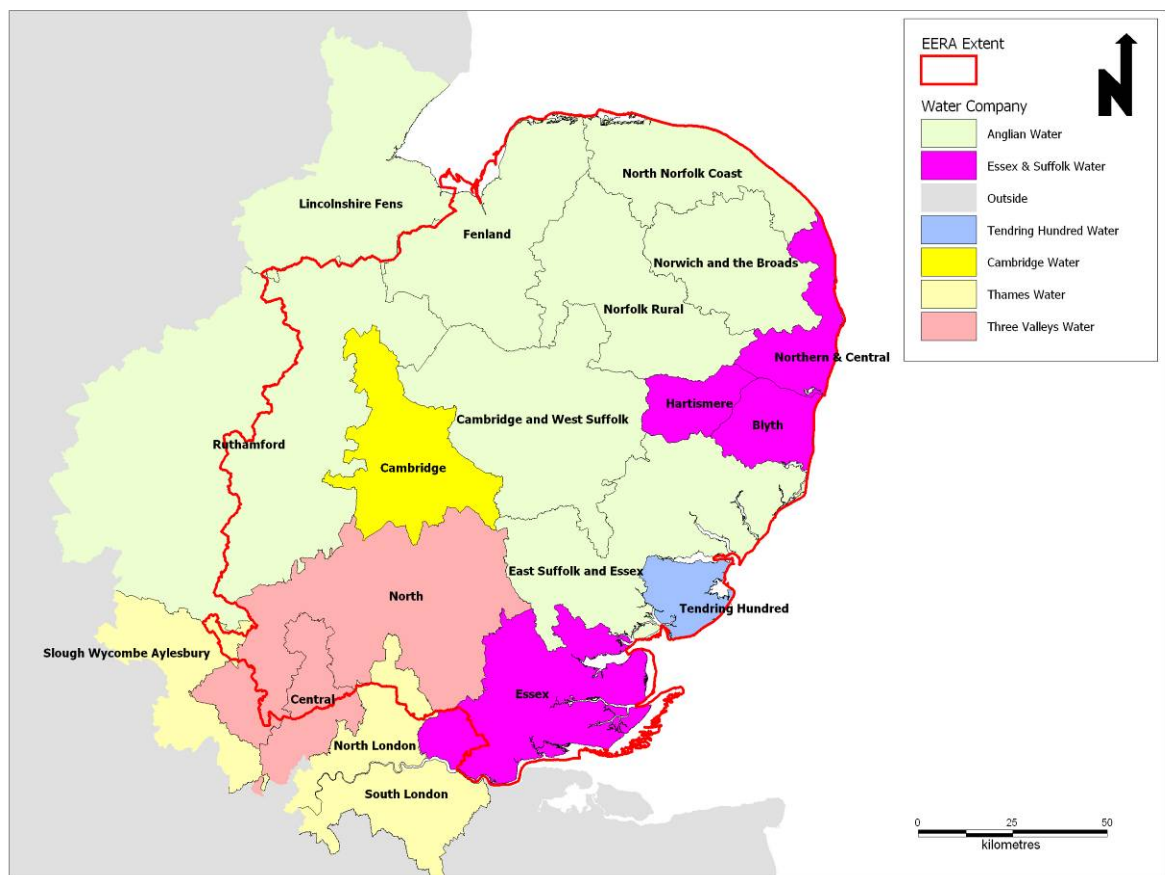 EERA Extent
N
Water Company
Anglian Water
Essex & Suffolk Water
Outside
Tendring Hundred Water
Cambridge Water
Thames Water
Three Valleys Water
North Norfolk Coast
Lincolnshire Fens
Fenland
Norwich and the Broads
Norfolk Rural
Northern & Central
Hartismere
Cambridge and West Suffolk
Blyth
Ruthamford
Cambridge
East Suffolk and Essex
North
Tendring Hundred
Slough Wycombe Aylesbury
Essex
Central
North London
South London
0 25 50
kilometres